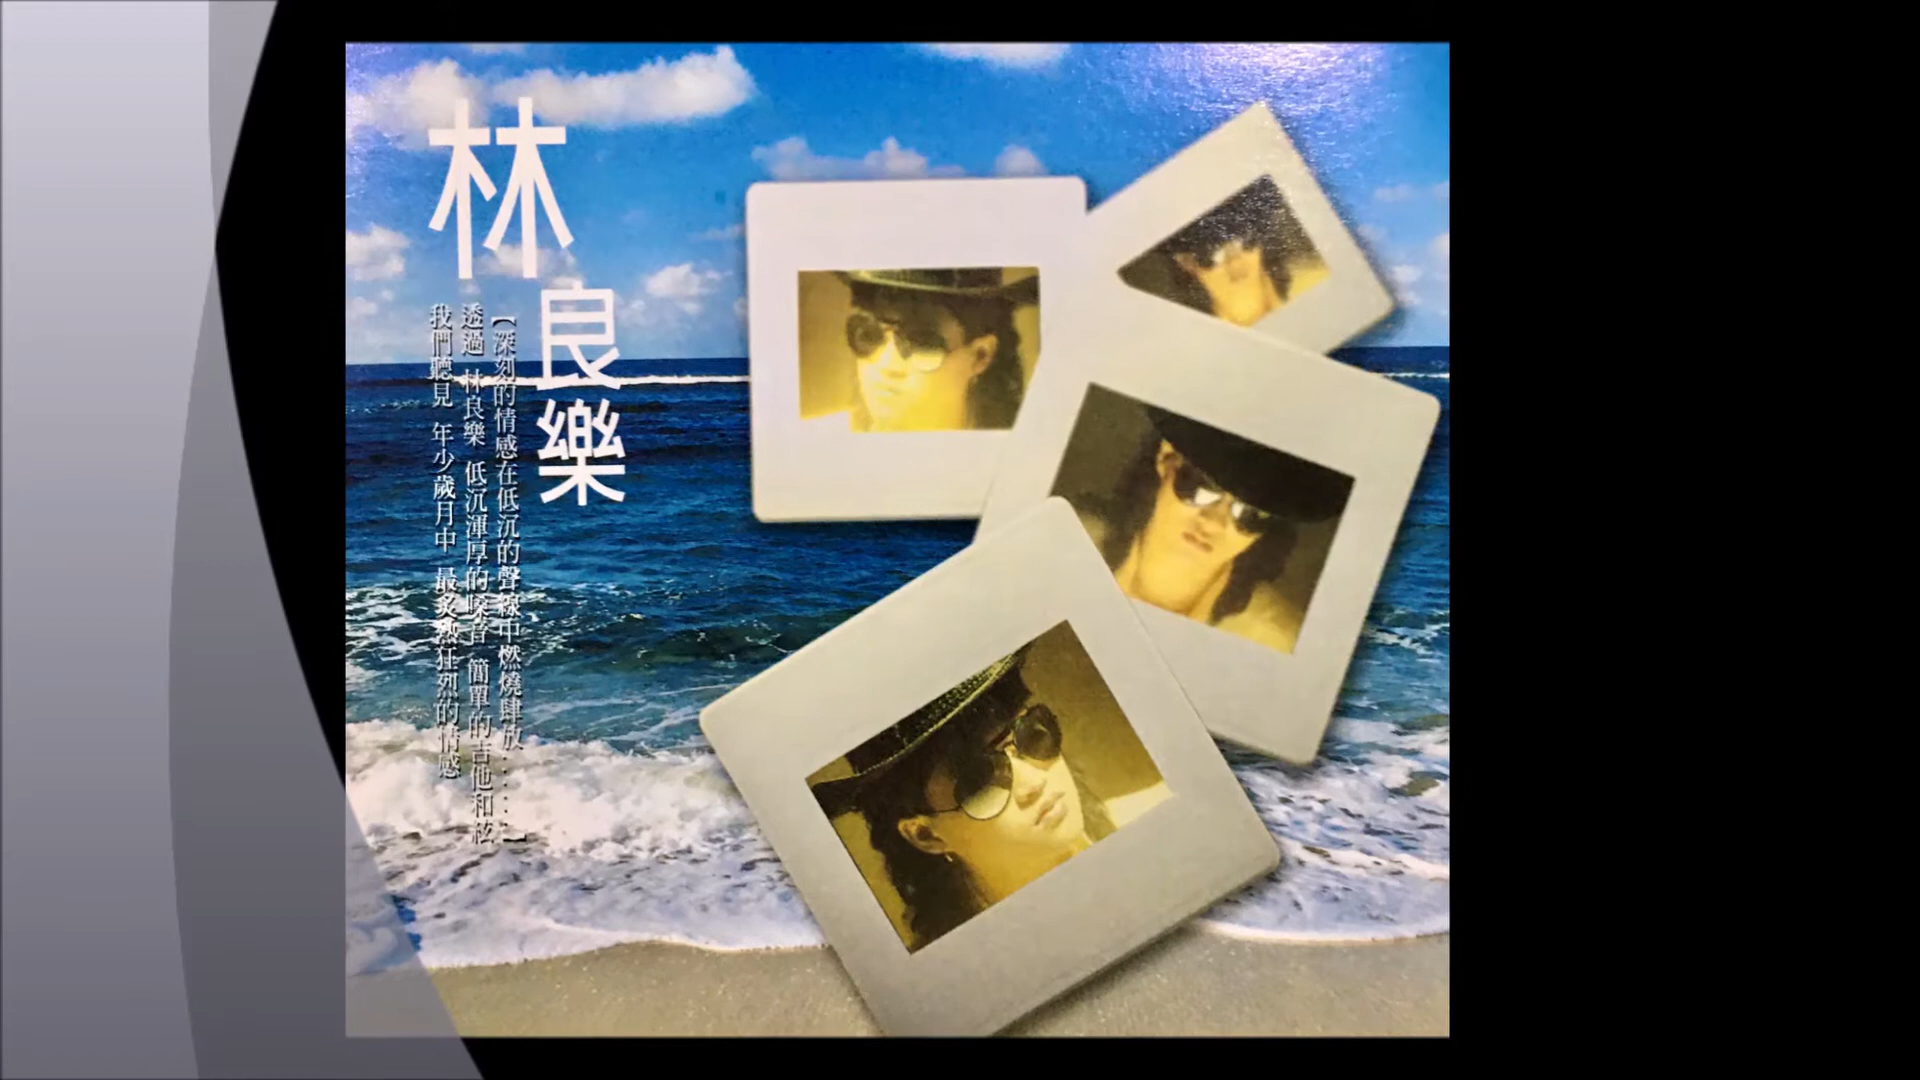 林良樂
【深刻的情感在低沉的聲線中燃燒肆放……】
透過 林良樂 低沉渾厚的嗓音 簡單的吉他和絃
我們聽見 年少歲月中 最炙熱狂烈的情感